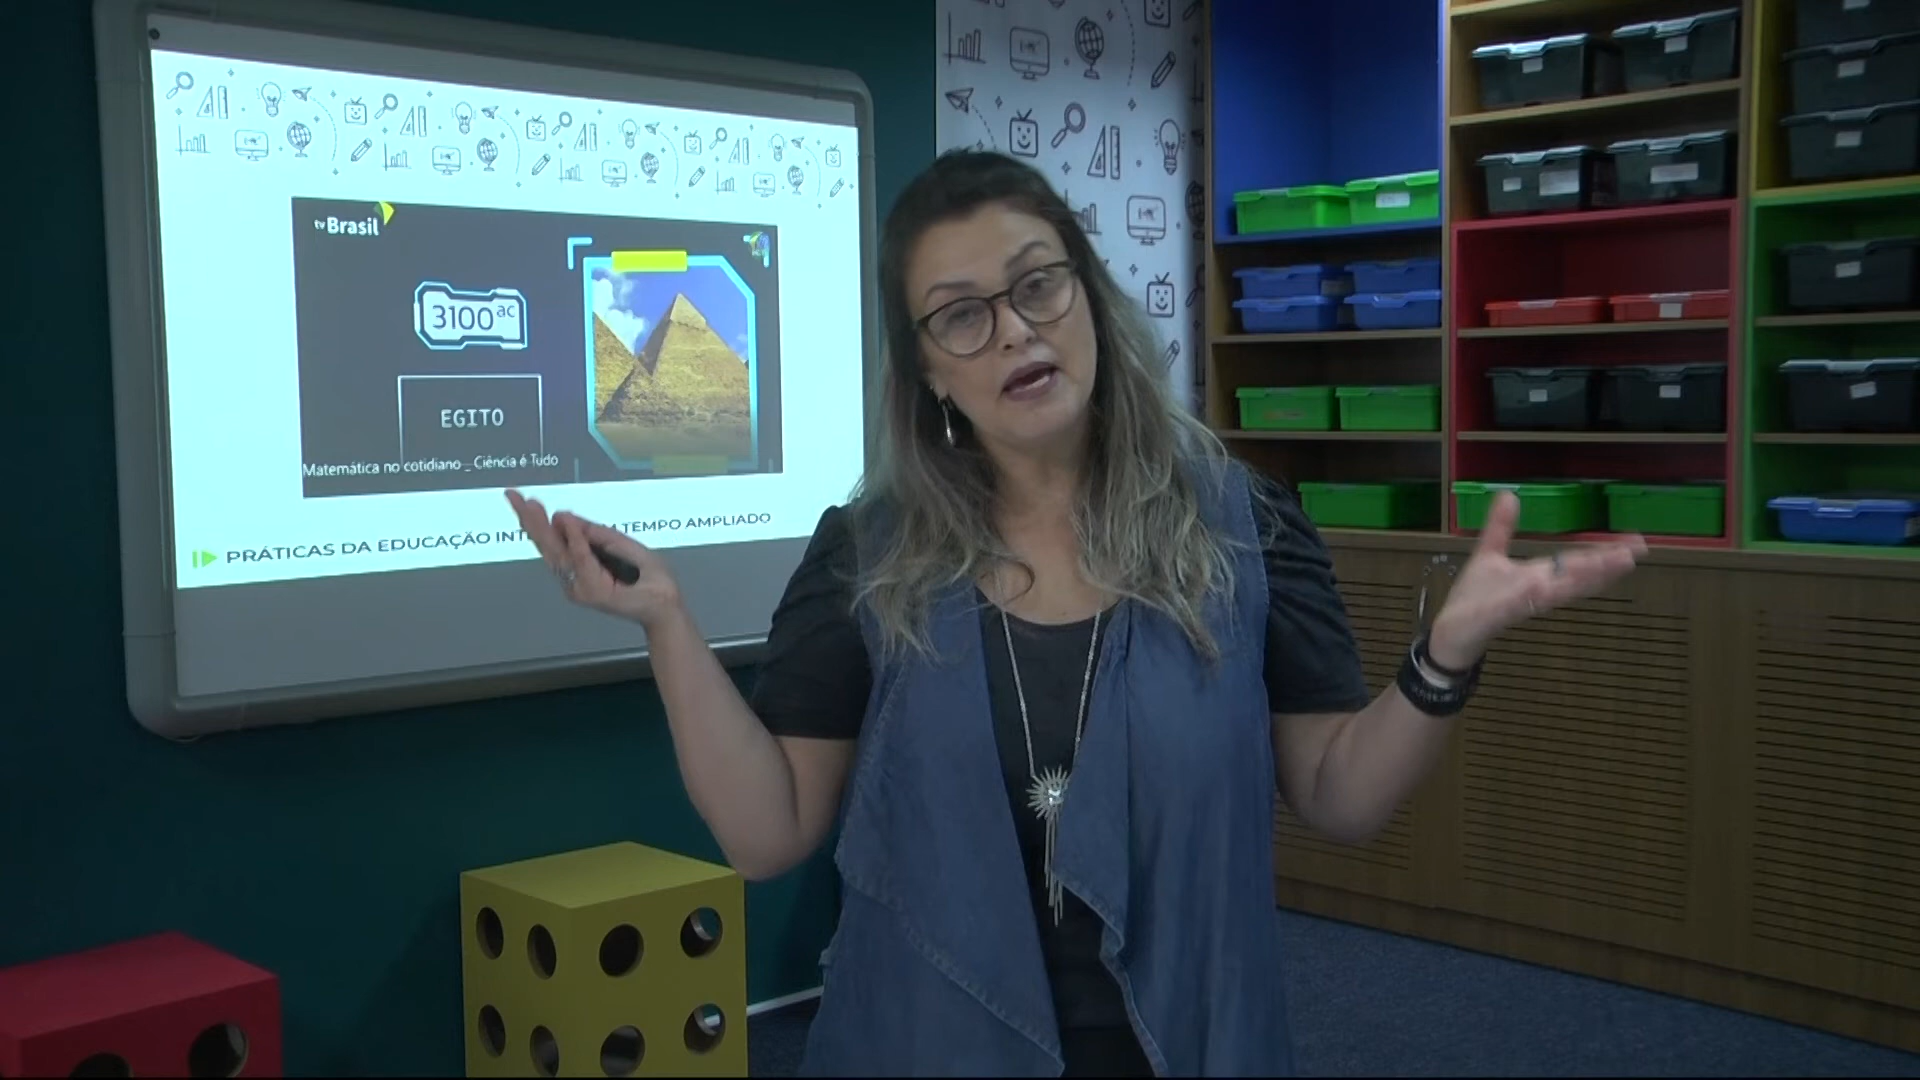 tv Brasil
3100 ac
EGITO
Matemática no cotidiano _ Ciência é Tudo
PRÁTICAS DA EDUCAÇÃO INT M TEMPO AMPLIADO